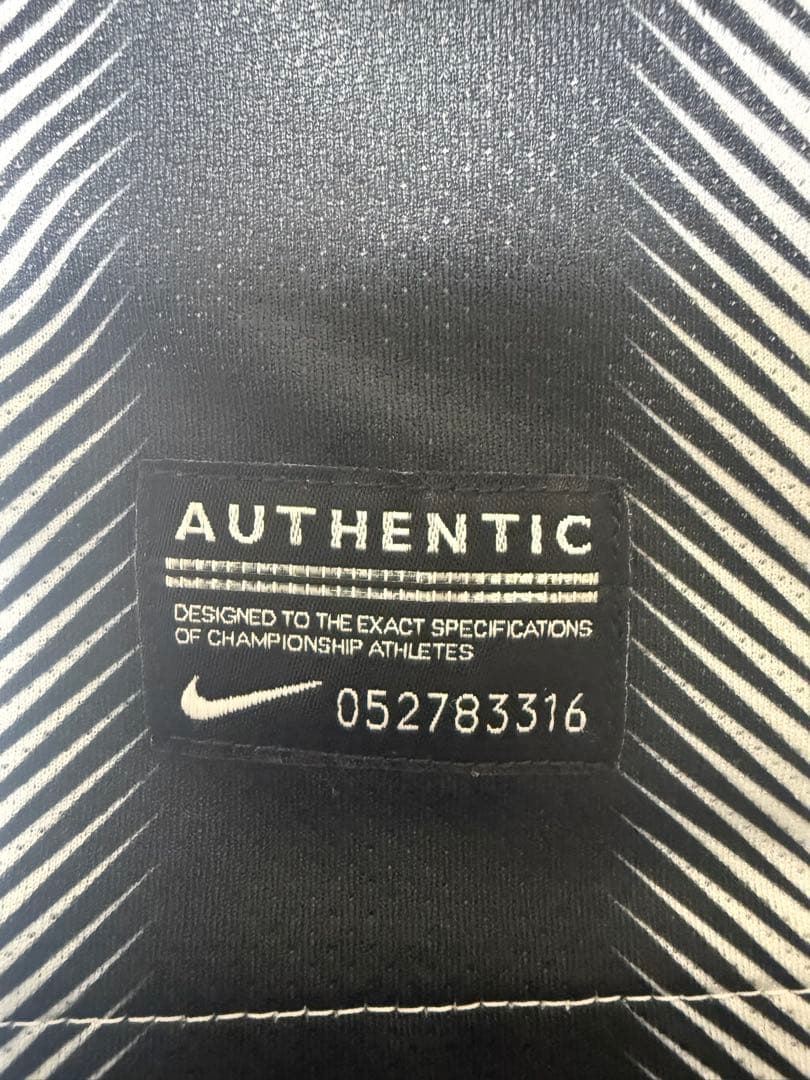 AUTHENTIC
DESIGNED TO THE EXACT SPECIFICATIONS
OF CHAMPIONSHIP ATHLETES
052783316